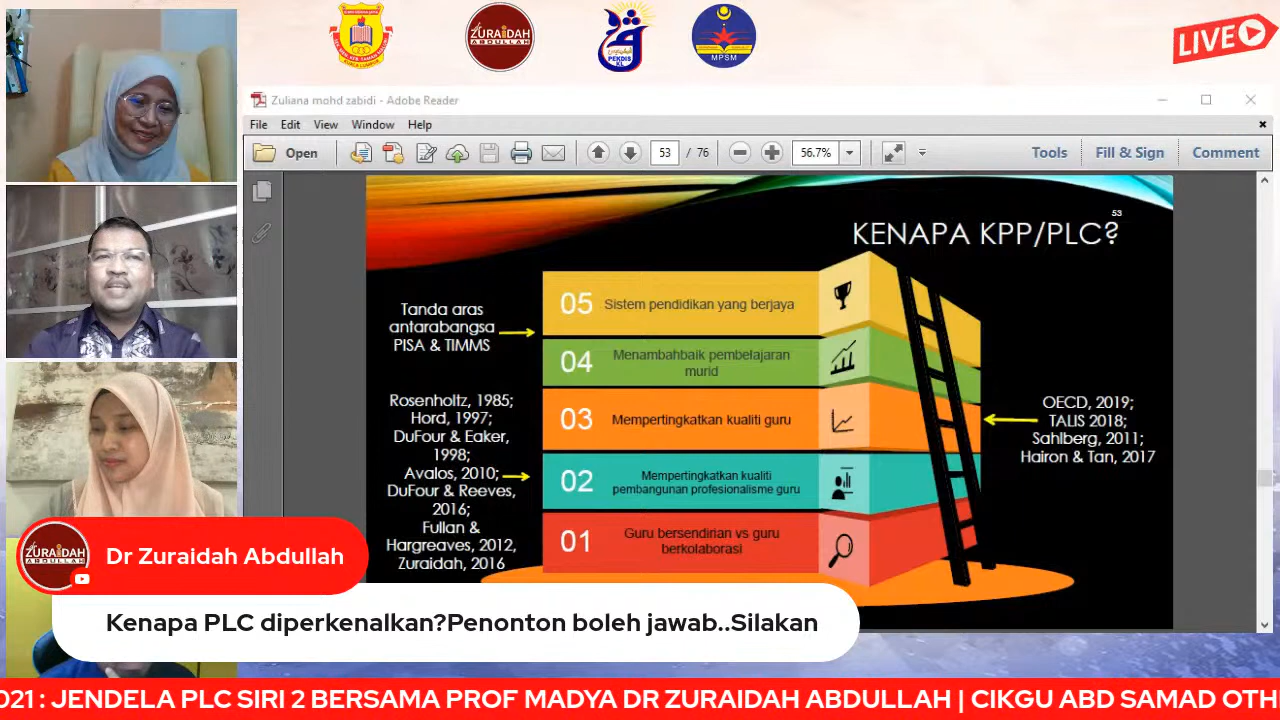 ZURAIDAH
ABDULLAH
PEKDIS
KL
MPSM
LIVE
Zuliana mohd zabidi - Adobe Reader
File Edit View Window Help
Open 53 / 76 56.7% Tools Fill & Sign Comment
53
KENAPA KPP/PLC?
Tanda aras
antarabangsa
PISA & TIMMS
Rosenholtz, 1985;
Hord, 1997;
DuFour & Eaker,
1998;
Avalos, 2010;
DuFour & Reeves,
2016;
Fullan &
Hargreaves, 2012,
Zuraidah, 2016
05 Sistem pendidikan yang berjaya
04 Menambahbaik pembelajaran
murid
03 Mempertingkatkan kualiti guru
02 Mempertingkatkan kualiti
pembangunan profesionalisme guru
01 Guru bersendirian vs guru
berkolaborasi
OECD, 2019;
TALIS 2018;
Sahlberg, 2011;
Hairon & Tan, 2017
ZURAIDAH
ABDULLAH
Dr Zuraidah Abdullah
Kenapa PLC diperkenalkan?Penonton boleh jawab..Silakan
021 : JENDELA PLC SIRI 2 BERSAMA PROF MADYA DR ZURAIDAH ABDULLAH | CIKGU ABD SAMAD OTH